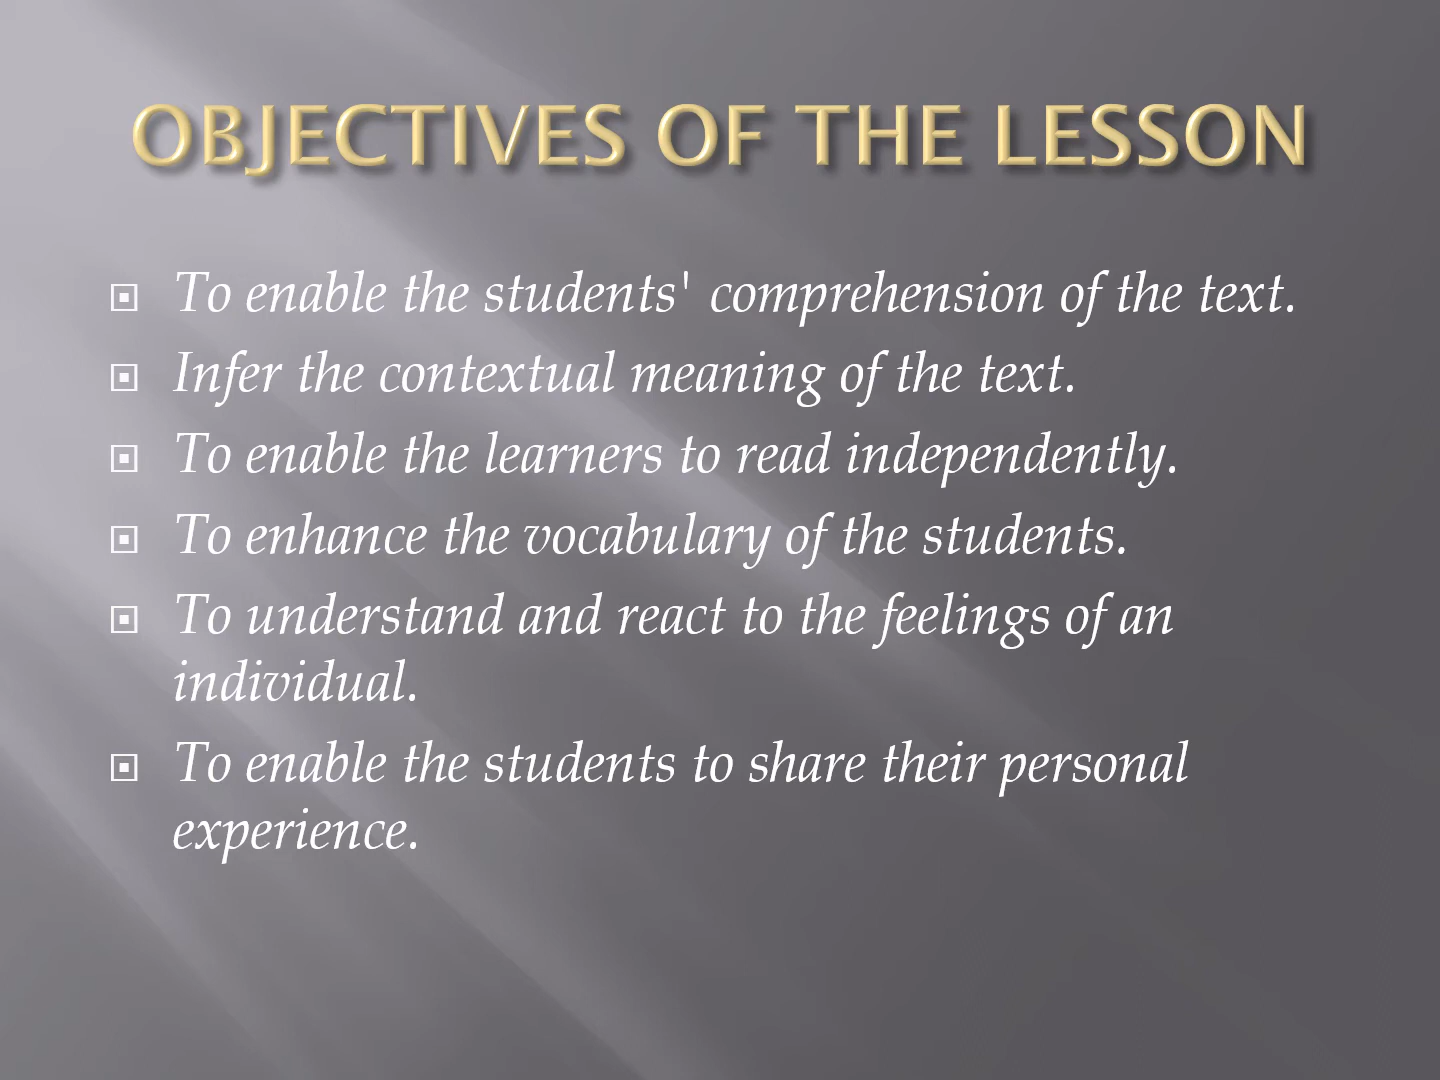 OBJECTIVES OF THE LESSON
To enable the students' comprehension of the text.
Infer the contextual meaning of the text.
To enable the learners to read independently.
To enhance the vocabulary of the students.
To understand and react to the feelings of an
individual.
To enable the students to share their personal
experience.